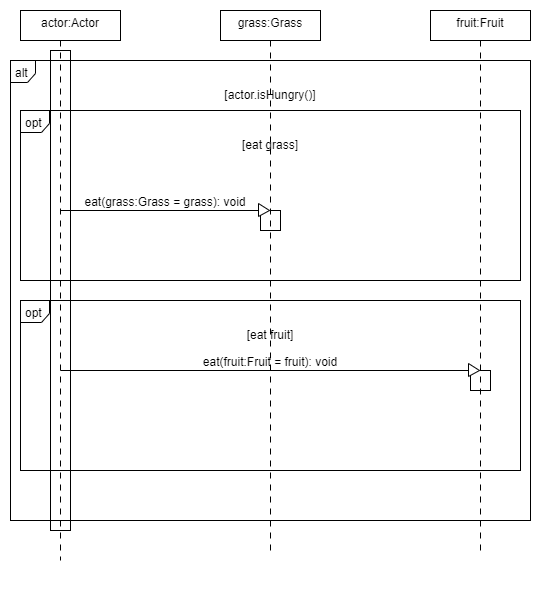 actor:Actor
grass:Grass
fruit:Fruit
alt
[actor.isHungry()]
opt
[eat grass]
eat(grass:Grass = grass): void
opt
[eat fruit]
eat(fruit:Fruit = fruit): void